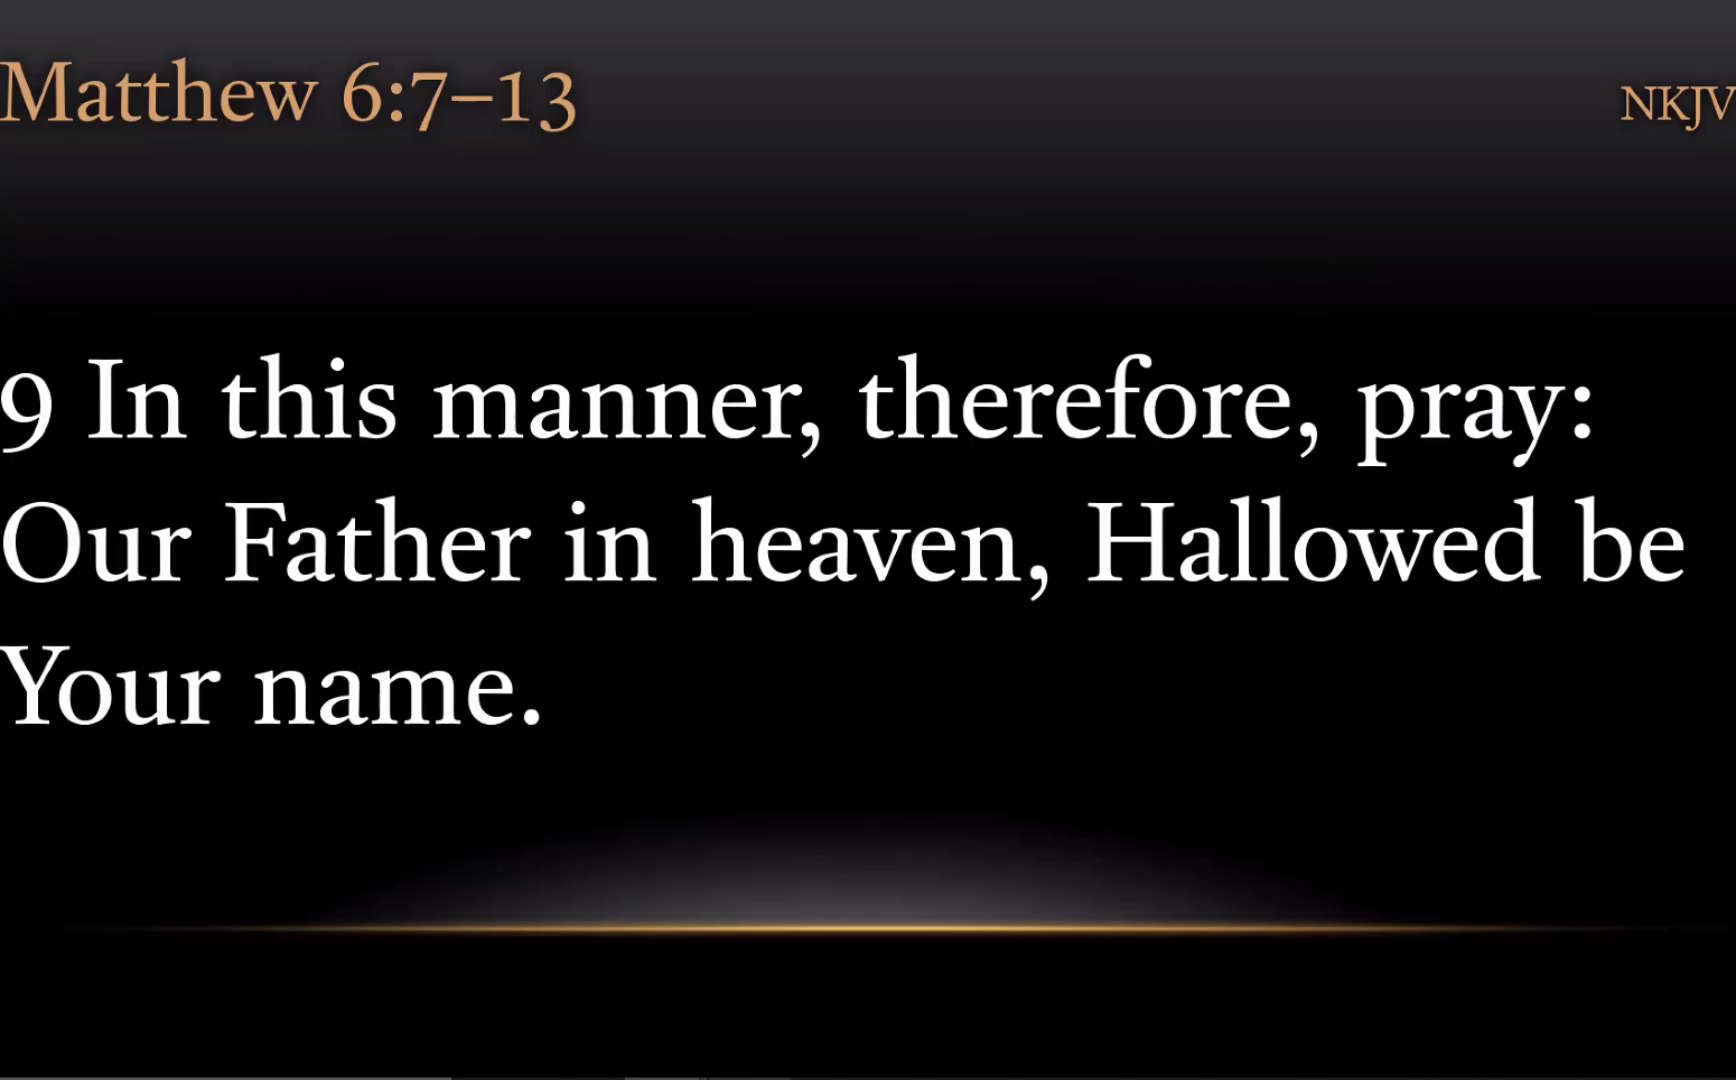 Matthew 6:7–13
NKJV
9 In this manner, therefore, pray:
Our Father in heaven, Hallowed be
Your name.